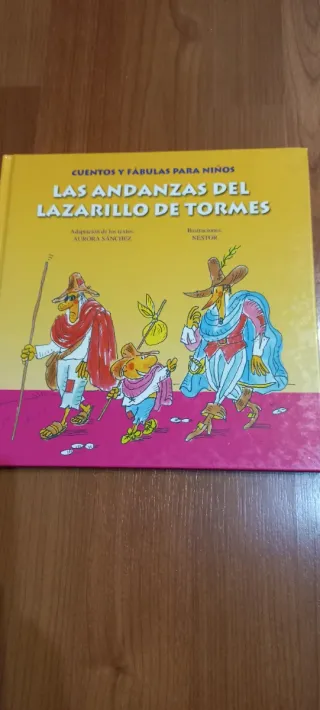 CUENTOS Y FÁBULAS PARA NIÑOS
LAS ANDANZAS DEL
LAZARILLO DE TORMES
Adaptación de los textos:
AURORA SÁNCHEZ
Ilustraciones:
NÉSTOR